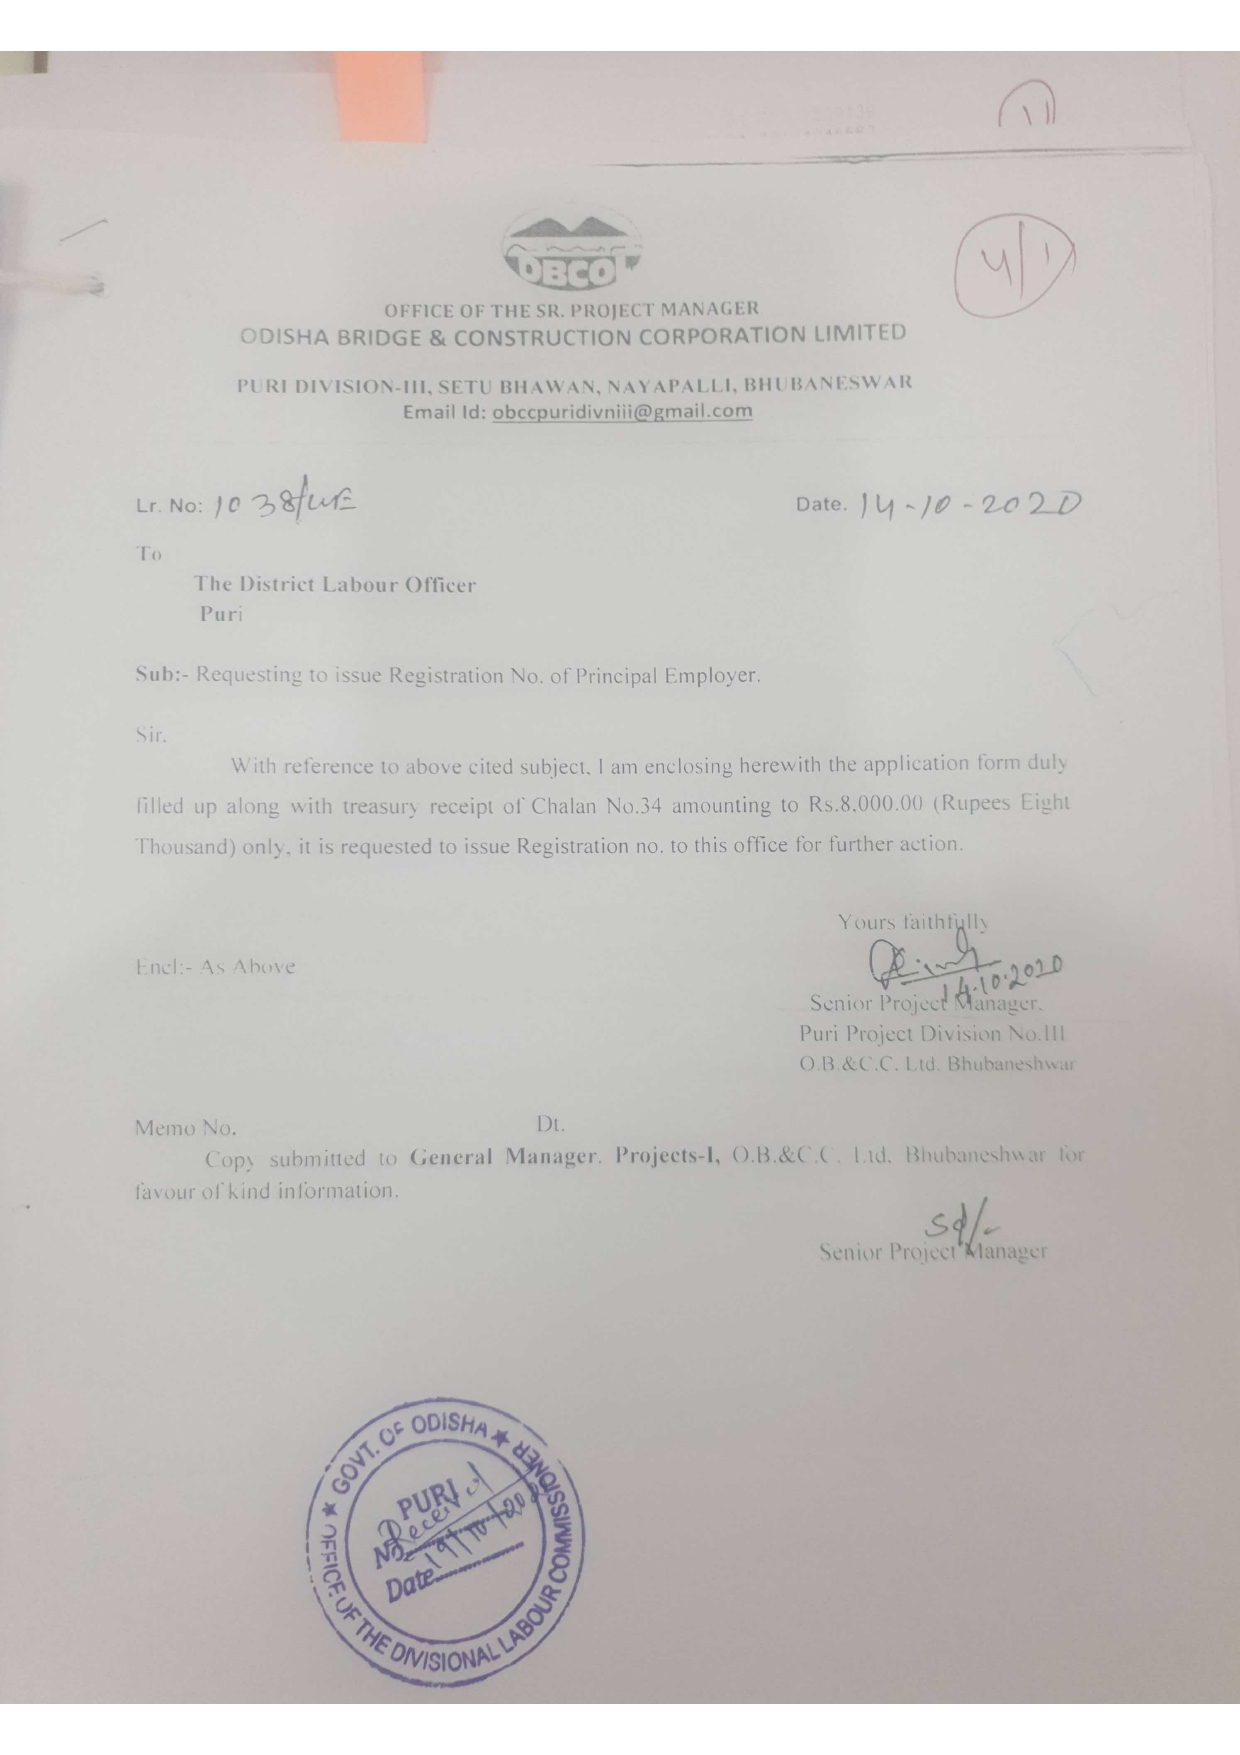 11
4/1
OBCC
OFFICE OF THE SR. PROJECT MANAGER
ODISHA BRIDGE & CONSTRUCTION CORPORATION LIMITED
PURI DIVISION-III, SETU BHAWAN, NAYAPALLI, BHUBANESWAR
Email Id: obccpuridivniii@gmail.com
Lr. No: 1038/WE Date. 14-10-2020
To
The District Labour Officer
Puri
Sub:- Requesting to issue Registration No. of Principal Employer.
Sir,
With reference to above cited subject, I am enclosing herewith the application form duly
filled up along with treasury receipt of Chalan No.34 amounting to Rs.8,000.00 (Rupees Eight
Thousand) only, it is requested to issue Registration no. to this office for further action.
Yours faithfully
Encl:- As Above
14.10.2020
Senior Project Manager,
Puri Project Division No.III
O.B.&C.C. Ltd. Bhubaneshwar
Memo No. Dt.
Copy submitted to General Manager, Projects-I, O.B.&C.C. Ltd. Bhubaneshwar for
favour of kind information.
Sd/-
Senior Project Manager
★ GOVT. OF ODISHA ★
OFFICE OF THE DIVISIONAL LABOUR COMMISSIONER
PURI
Received
No.
Date 19/10/202